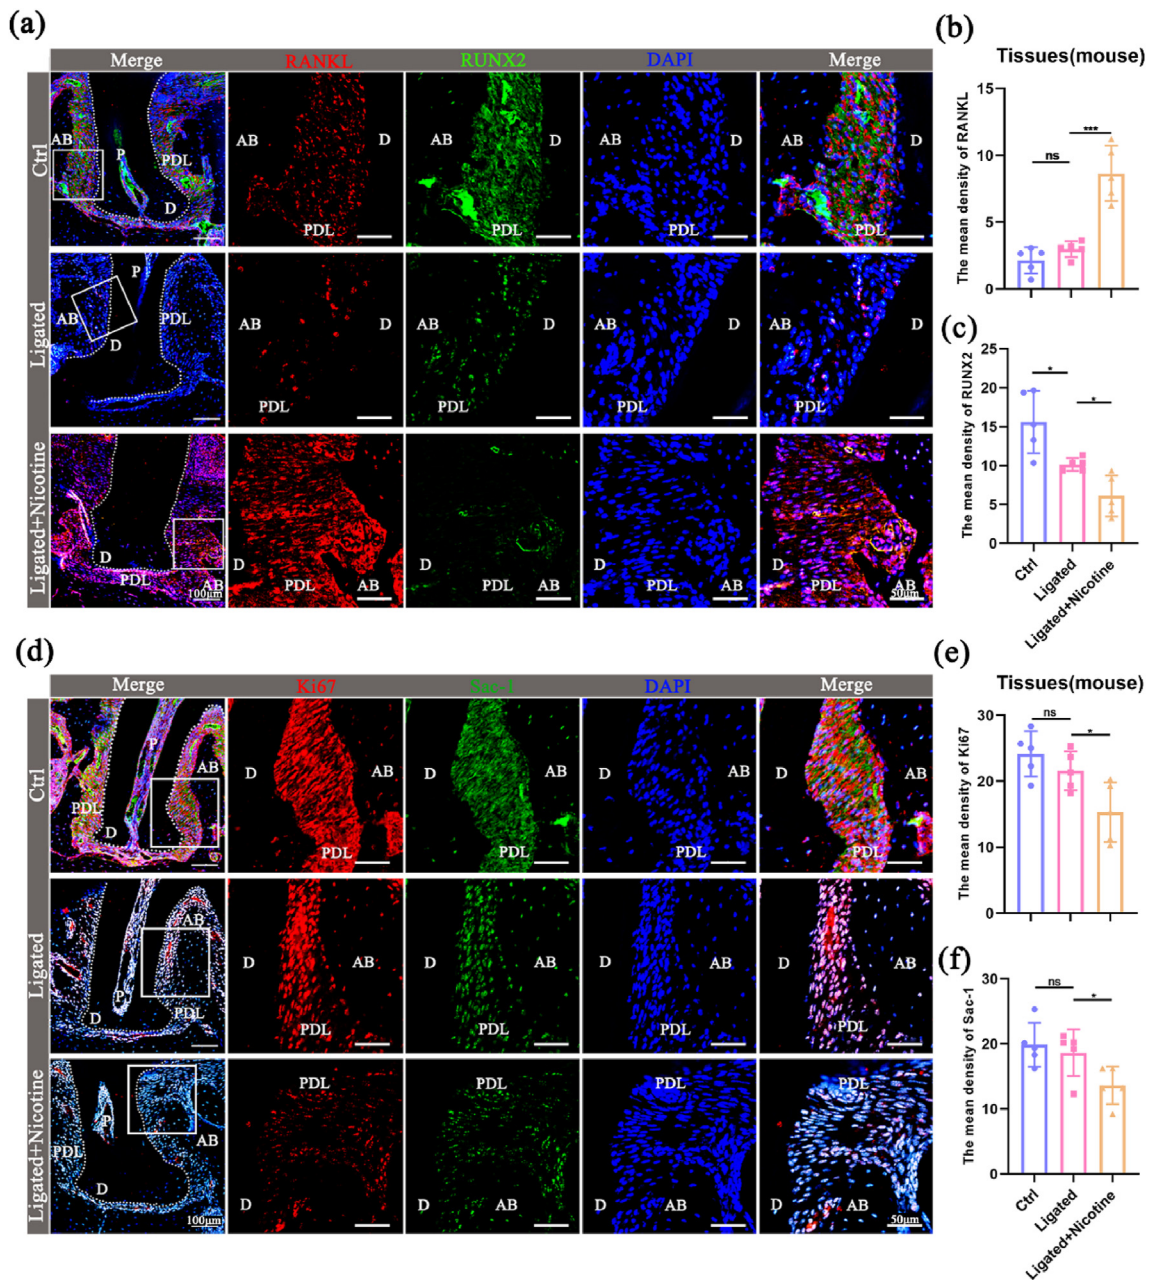 (a)
Merge RANKL RUNX2 DAPI Merge
Ctrl
AB P PDL D
AB D PDL
AB D PDL
AB D
AB D PDL
Ligated
P AB PDL D
AB D PDL
AB D PDL
AB D PDL
AB D PDL
Ligated+Nicotine
D PDL AB 100μm
D PDL AB
D PDL AB
D PDL AB
D PDL AB 50μm
(b)
Tissues(mouse)
The mean density of RANKL
15
10
5
0
ns
***
(c)
The mean density of RUNX2
25
20
15
10
5
0
*
*
Ctrl
Ligated
Ligated+Nicotine
(d)
Merge Ki67 Sac-1 DAPI Merge
Ctrl
P AB PDL D
D AB PDL
D AB PDL
D AB PDL
D AB PDL
Ligated
AB P D PDL
D AB PDL
D AB PDL
D AB PDL
D AB PDL
Ligated+Nicotine
P PDL AB D 100μm
PDL D AB
PDL D AB
PDL D AB
PDL D AB 50μm
(e)
Tissues(mouse)
The mean density of Ki67
30
20
10
0
ns
*
(f)
The mean density of Sac-1
30
20
10
0
ns
*
Ctrl
Ligated
Ligated+Nicotine